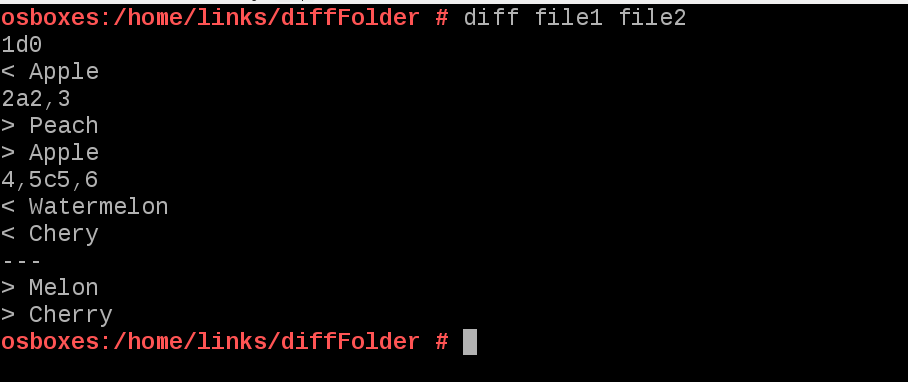 osboxes:/home/links/diffFolder # diff file1 file2
1d0
< Apple
2a2,3
> Peach
> Apple
4,5c5,6
< Watermelon
< Chery
---
> Melon
> Cherry
osboxes:/home/links/diffFolder #